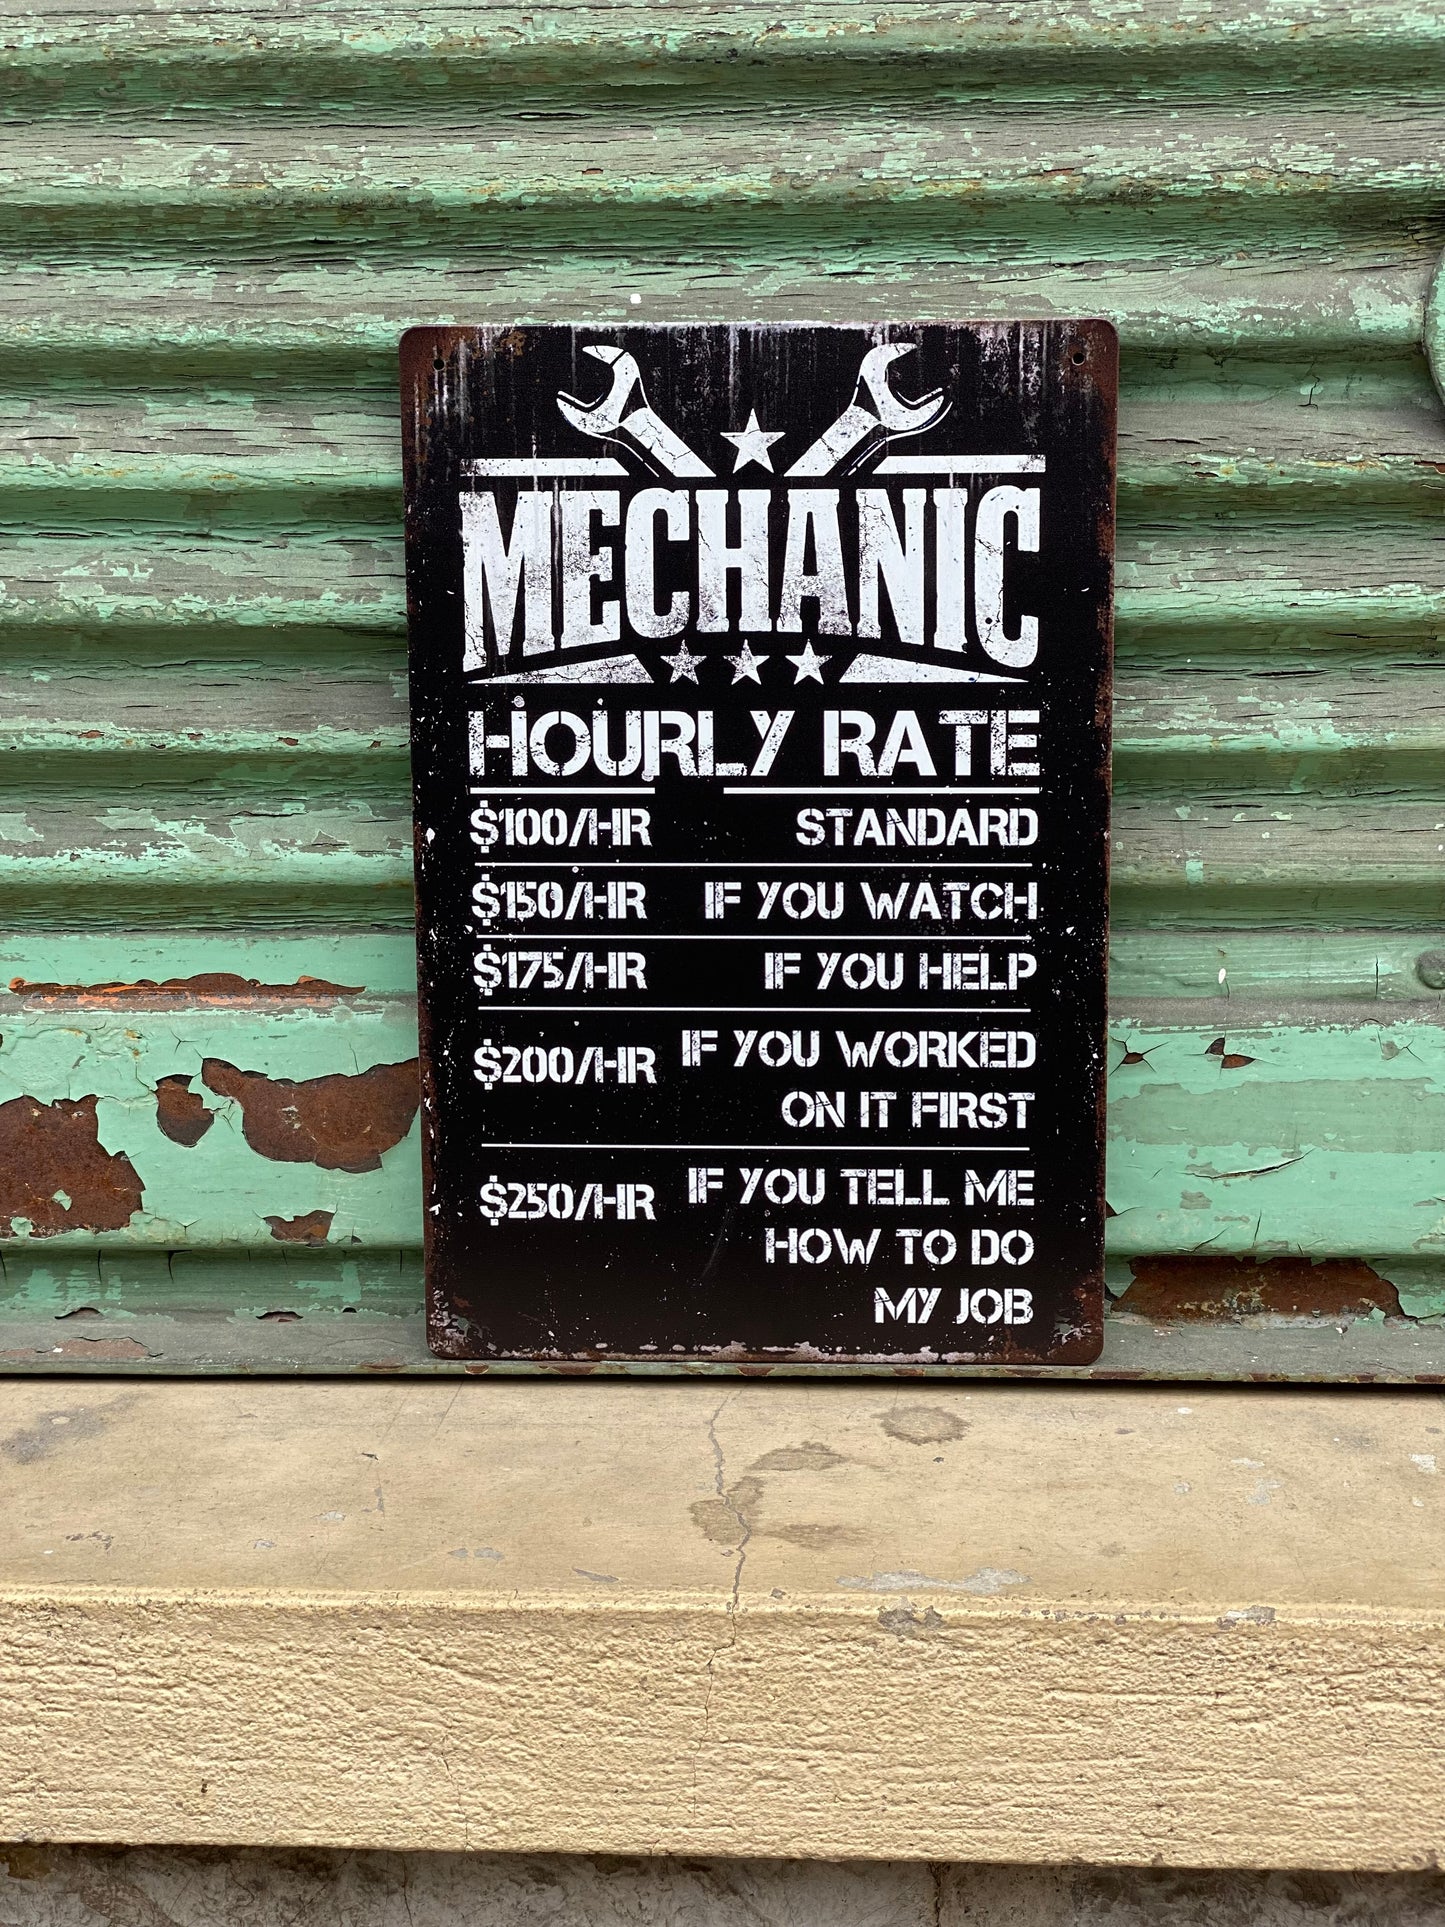 MECHANIC
HOURLY RATE
$100/HR STANDARD
$150/HR IF YOU WATCH
$175/HR IF YOU HELP
$200/HR IF YOU WORKED
ON IT FIRST
$250/HR IF YOU TELL ME
HOW TO DO
MY JOB